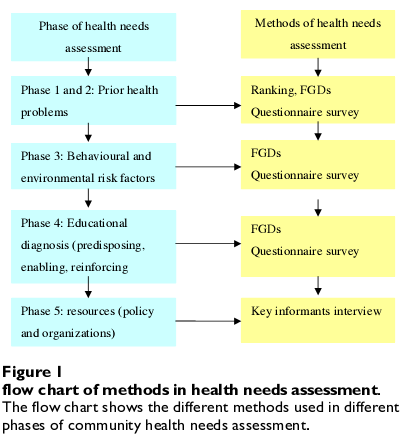 Phase of health needs
assessment
Methods of health needs
assessment
Phase 1 and 2: Prior health
problems
Ranking, FGDs
Questionnaire survey
Phase 3: Behavioural and
environmental risk factors
FGDs
Questionnaire survey
Phase 4: Educational
diagnosis (predisposing,
enabling, reinforcing
FGDs
Questionnaire survey
Phase 5: resources (policy
and organizations)
Key informants interview
Figure 1
flow chart of methods in health needs assessment.
The flow chart shows the different methods used in different
phases of community health needs assessment.